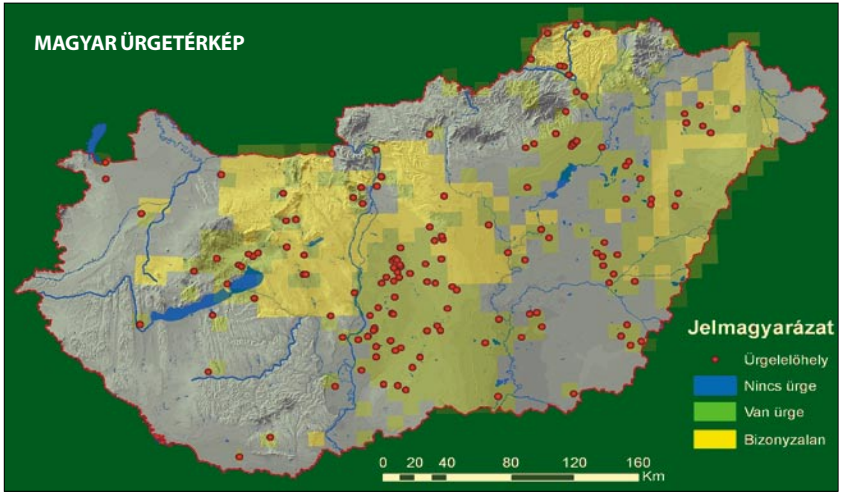 MAGYAR ÜRGETÉRKÉP
Jelmagyarázat
Ürgelelőhely
Nincs ürge
Van ürge
Bizonyzalan
0 20 40 80 120 160
Km